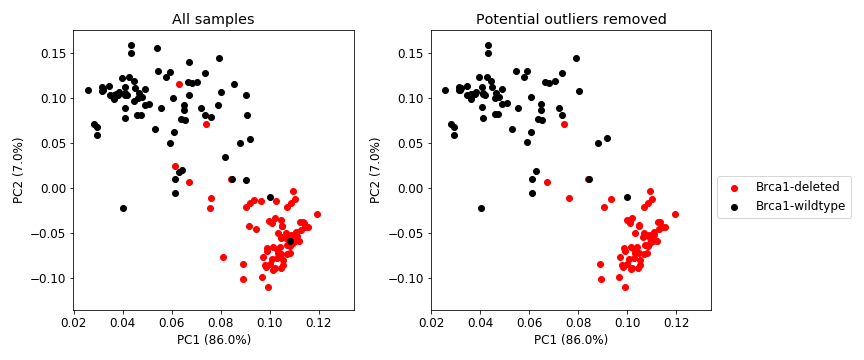 All samples
PC2 (7.0%)
0.15
0.10
0.05
0.00
−0.05
−0.10
0.02 0.04 0.06 0.08 0.10 0.12
PC1 (86.0%)
Potential outliers removed
PC2 (7.0%)
0.15
0.10
0.05
0.00
−0.05
−0.10
0.02 0.04 0.06 0.08 0.10 0.12
PC1 (86.0%)
Brca1-deleted
Brca1-wildtype